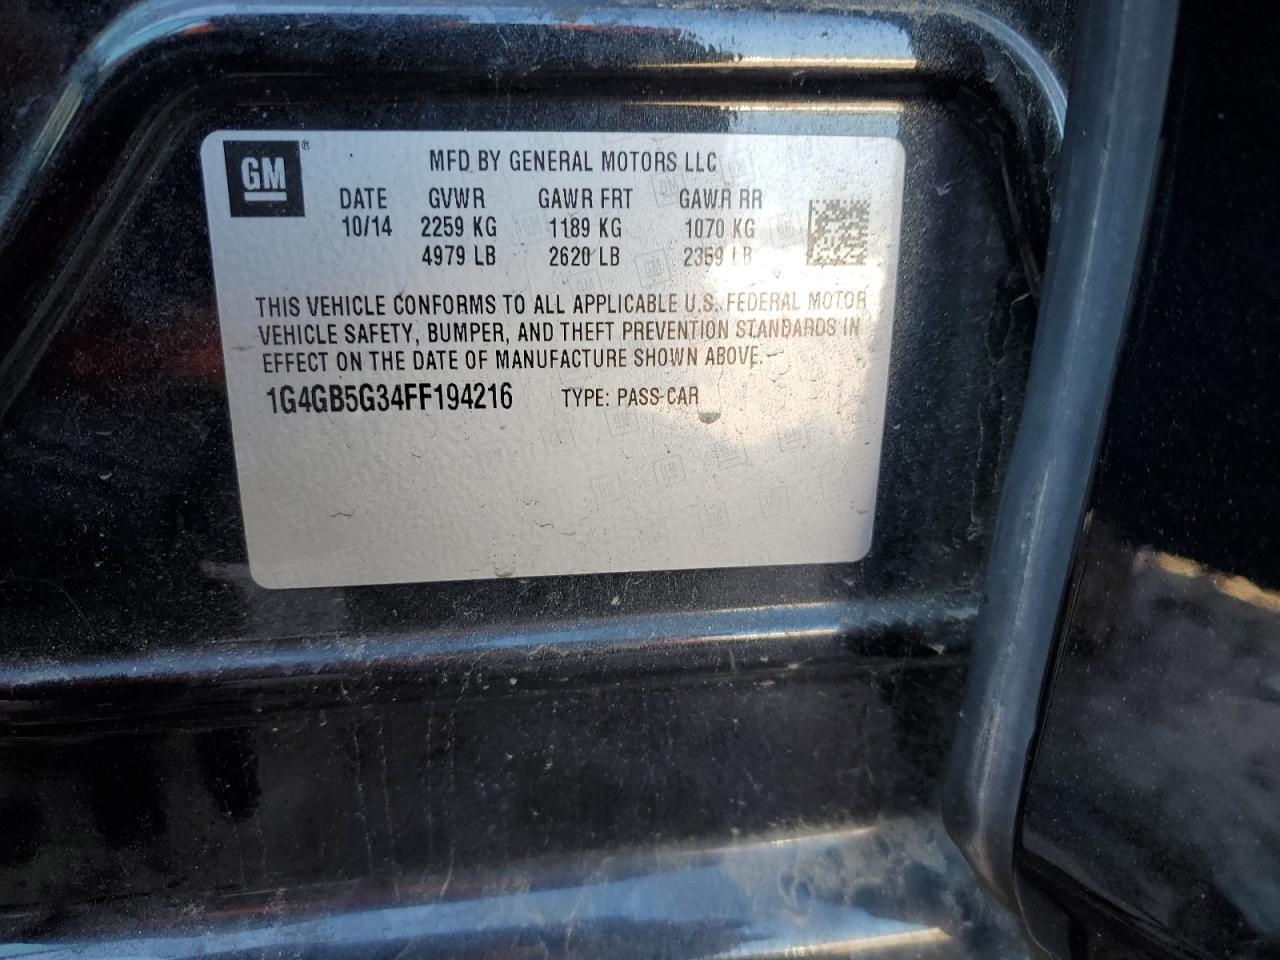 GM®
MFD BY GENERAL MOTORS LLC
DATE GVWR GAWR FRT GAWR RR
10/14 2259 KG 1189 KG 1070 KG
4979 LB 2620 LB 2359 LB
THIS VEHICLE CONFORMS TO ALL APPLICABLE U.S. FEDERAL MOTOR
VEHICLE SAFETY, BUMPER, AND THEFT PREVENTION STANDARDS IN
EFFECT ON THE DATE OF MANUFACTURE SHOWN ABOVE.
1G4GB5G34FF194216 TYPE: PASS-CAR